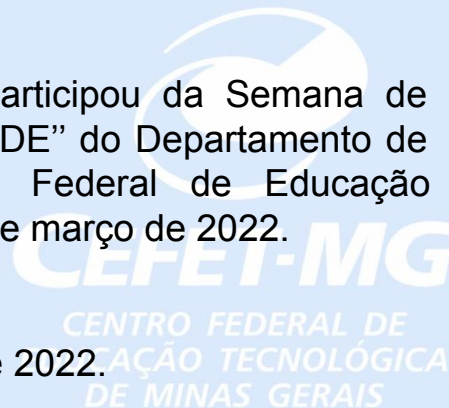 articipou da Semana de
DE’’ do Departamento de
Federal de Educação
e março de 2022.
CEFET-MG
CENTRO FEDERAL DE
EDUCAÇÃO TECNOLÓGICA
e 2022.
DE MINAS GERAIS